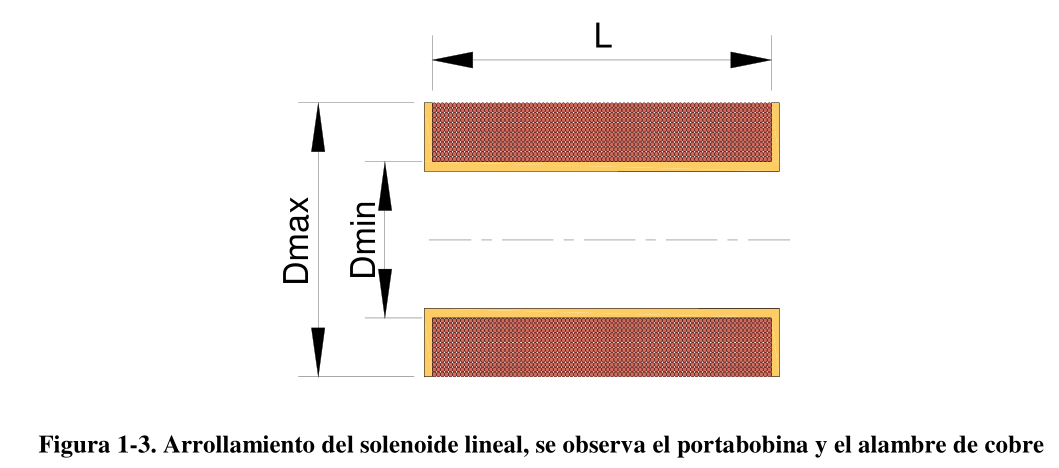 L
Dmax
Dmin
Figura 1-3. Arrollamiento del solenoide lineal, se observa el portabobina y el alambre de cobre